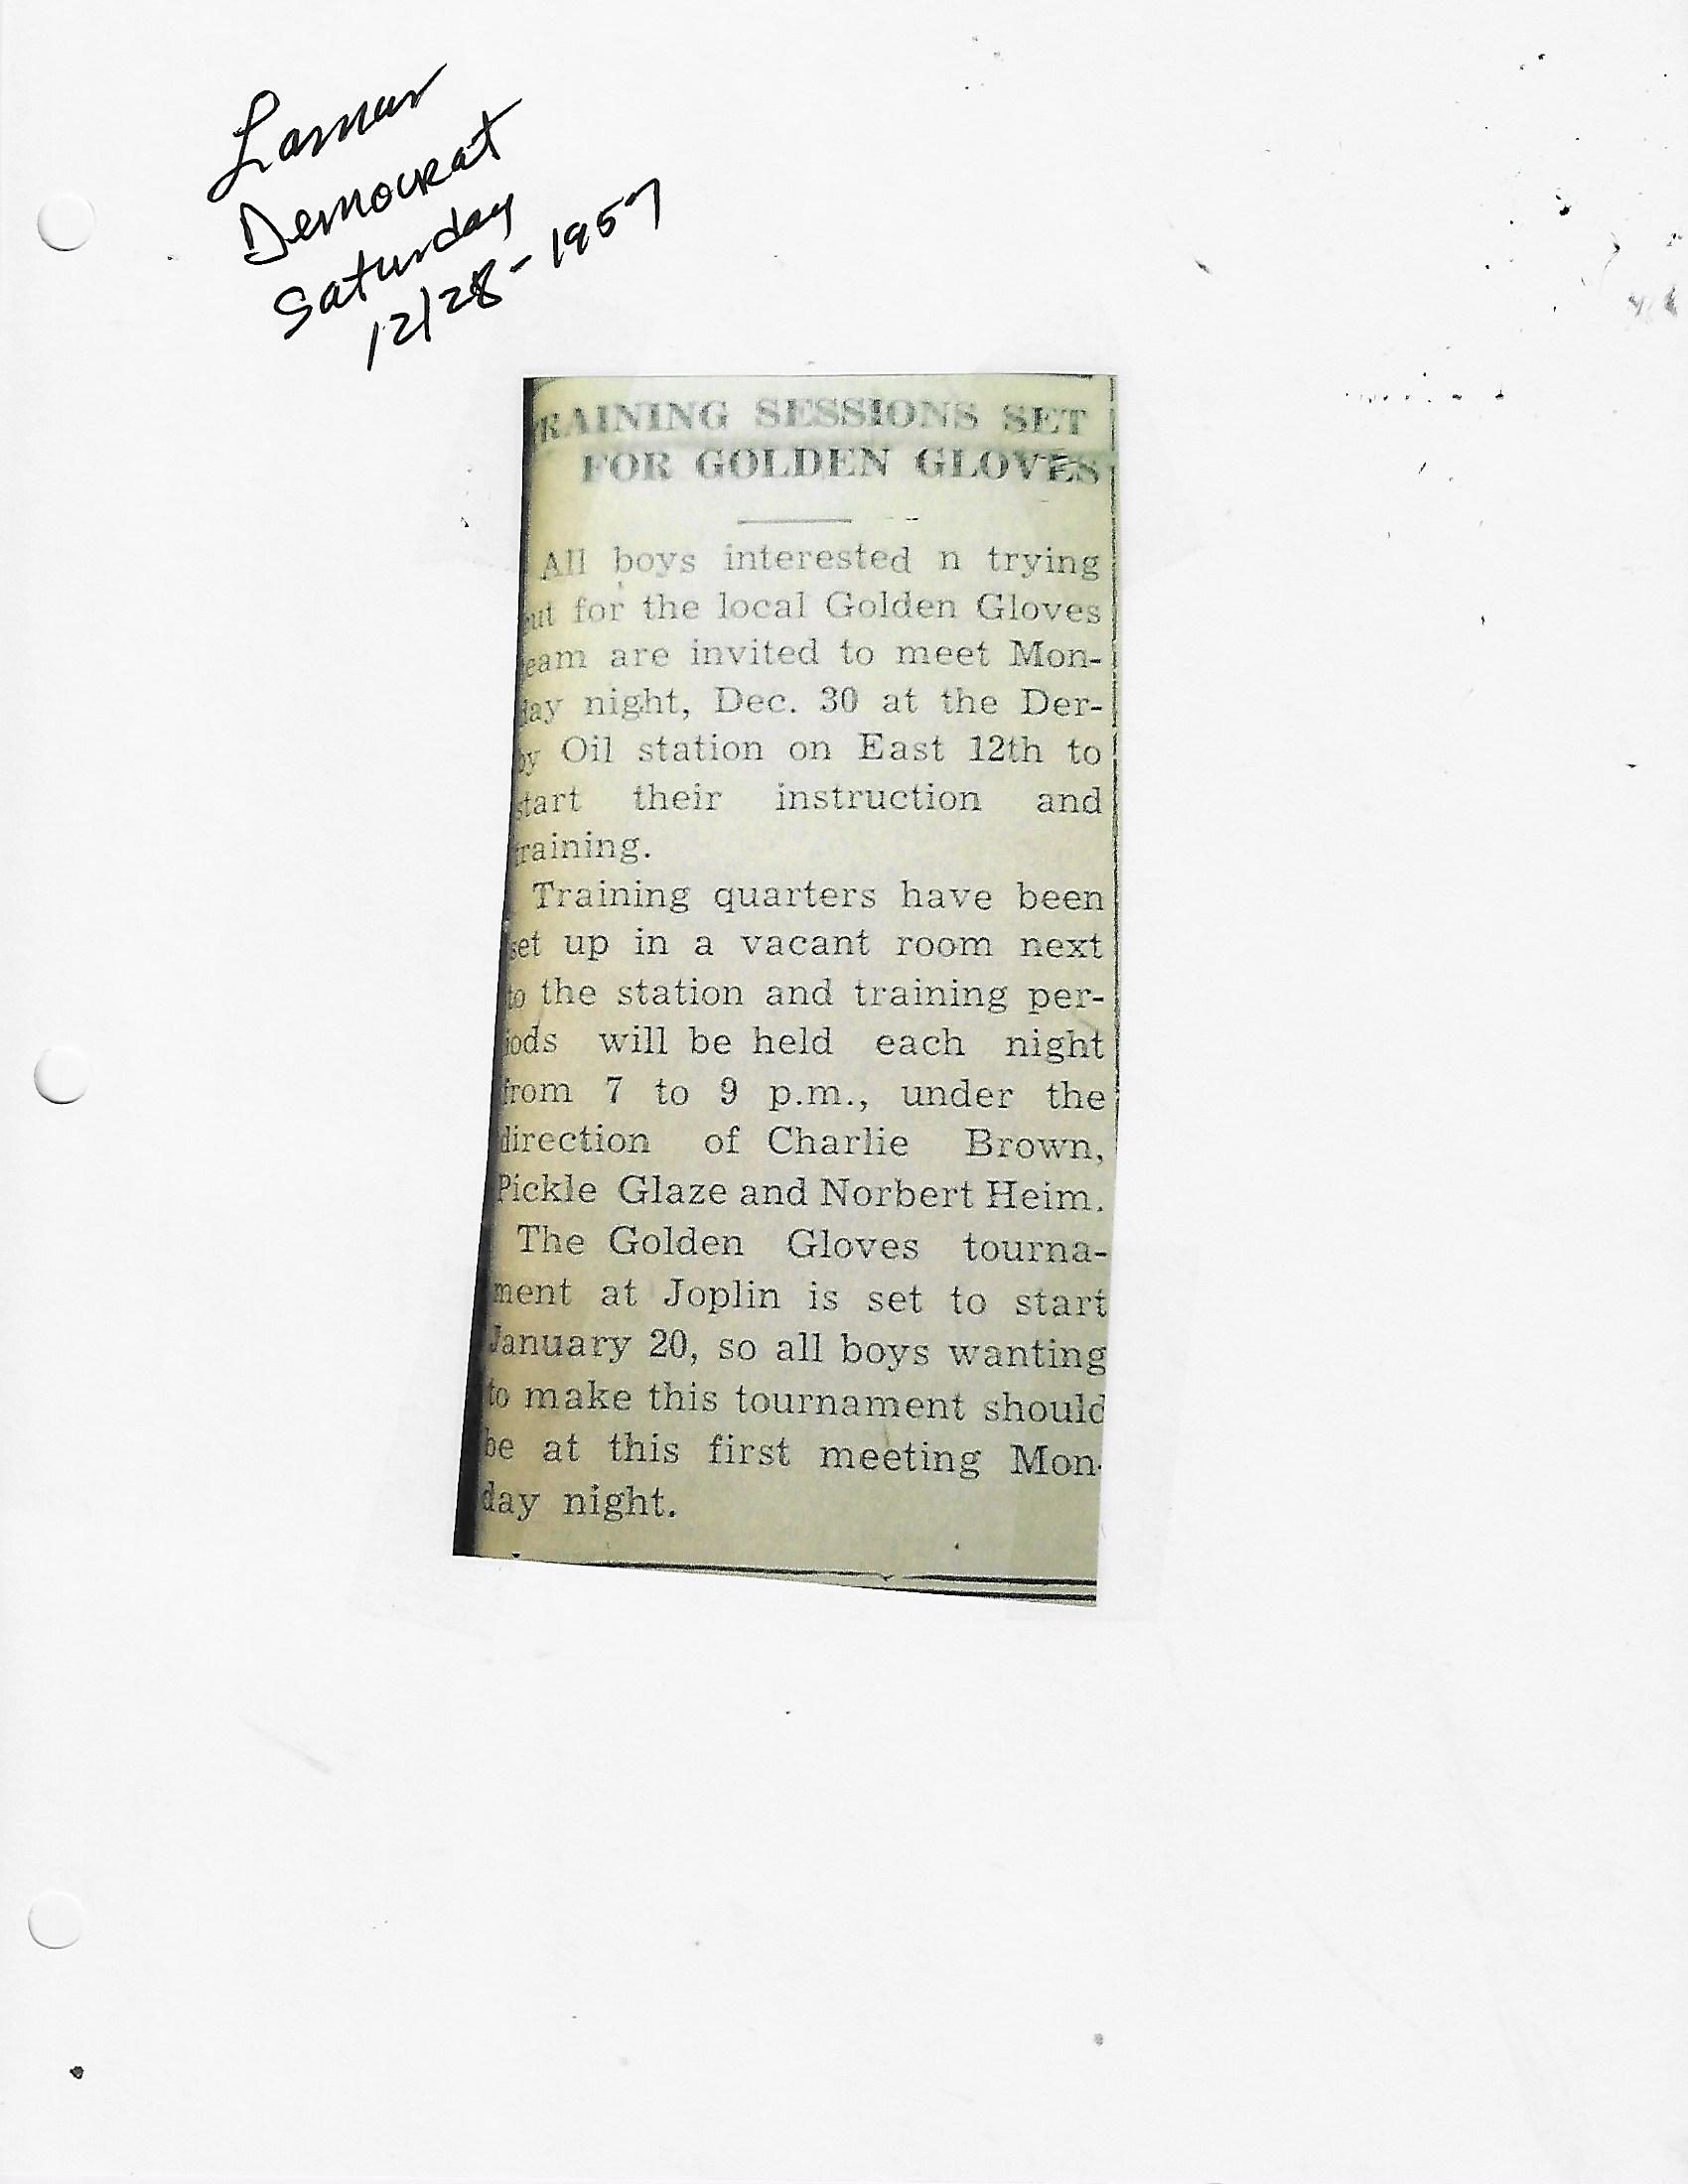 Lamar
Democrat
Saturday
12/28-1957
RAINING SESSIONS SET
FOR GOLDEN GLOVES
All boys interested n trying
ut for the local Golden Gloves
eam are invited to meet Mon-
day night, Dec. 30 at the Der-
by Oil station on East 12th to
start their instruction and
training.
Training quarters have been
set up in a vacant room next
to the station and training per-
iods will be held each night
from 7 to 9 p.m., under the
direction of Charlie Brown,
Pickle Glaze and Norbert Heim.
The Golden Gloves tourna-
ment at Joplin is set to start
January 20, so all boys wanting
to make this tournament should
be at this first meeting Mon-
day night.